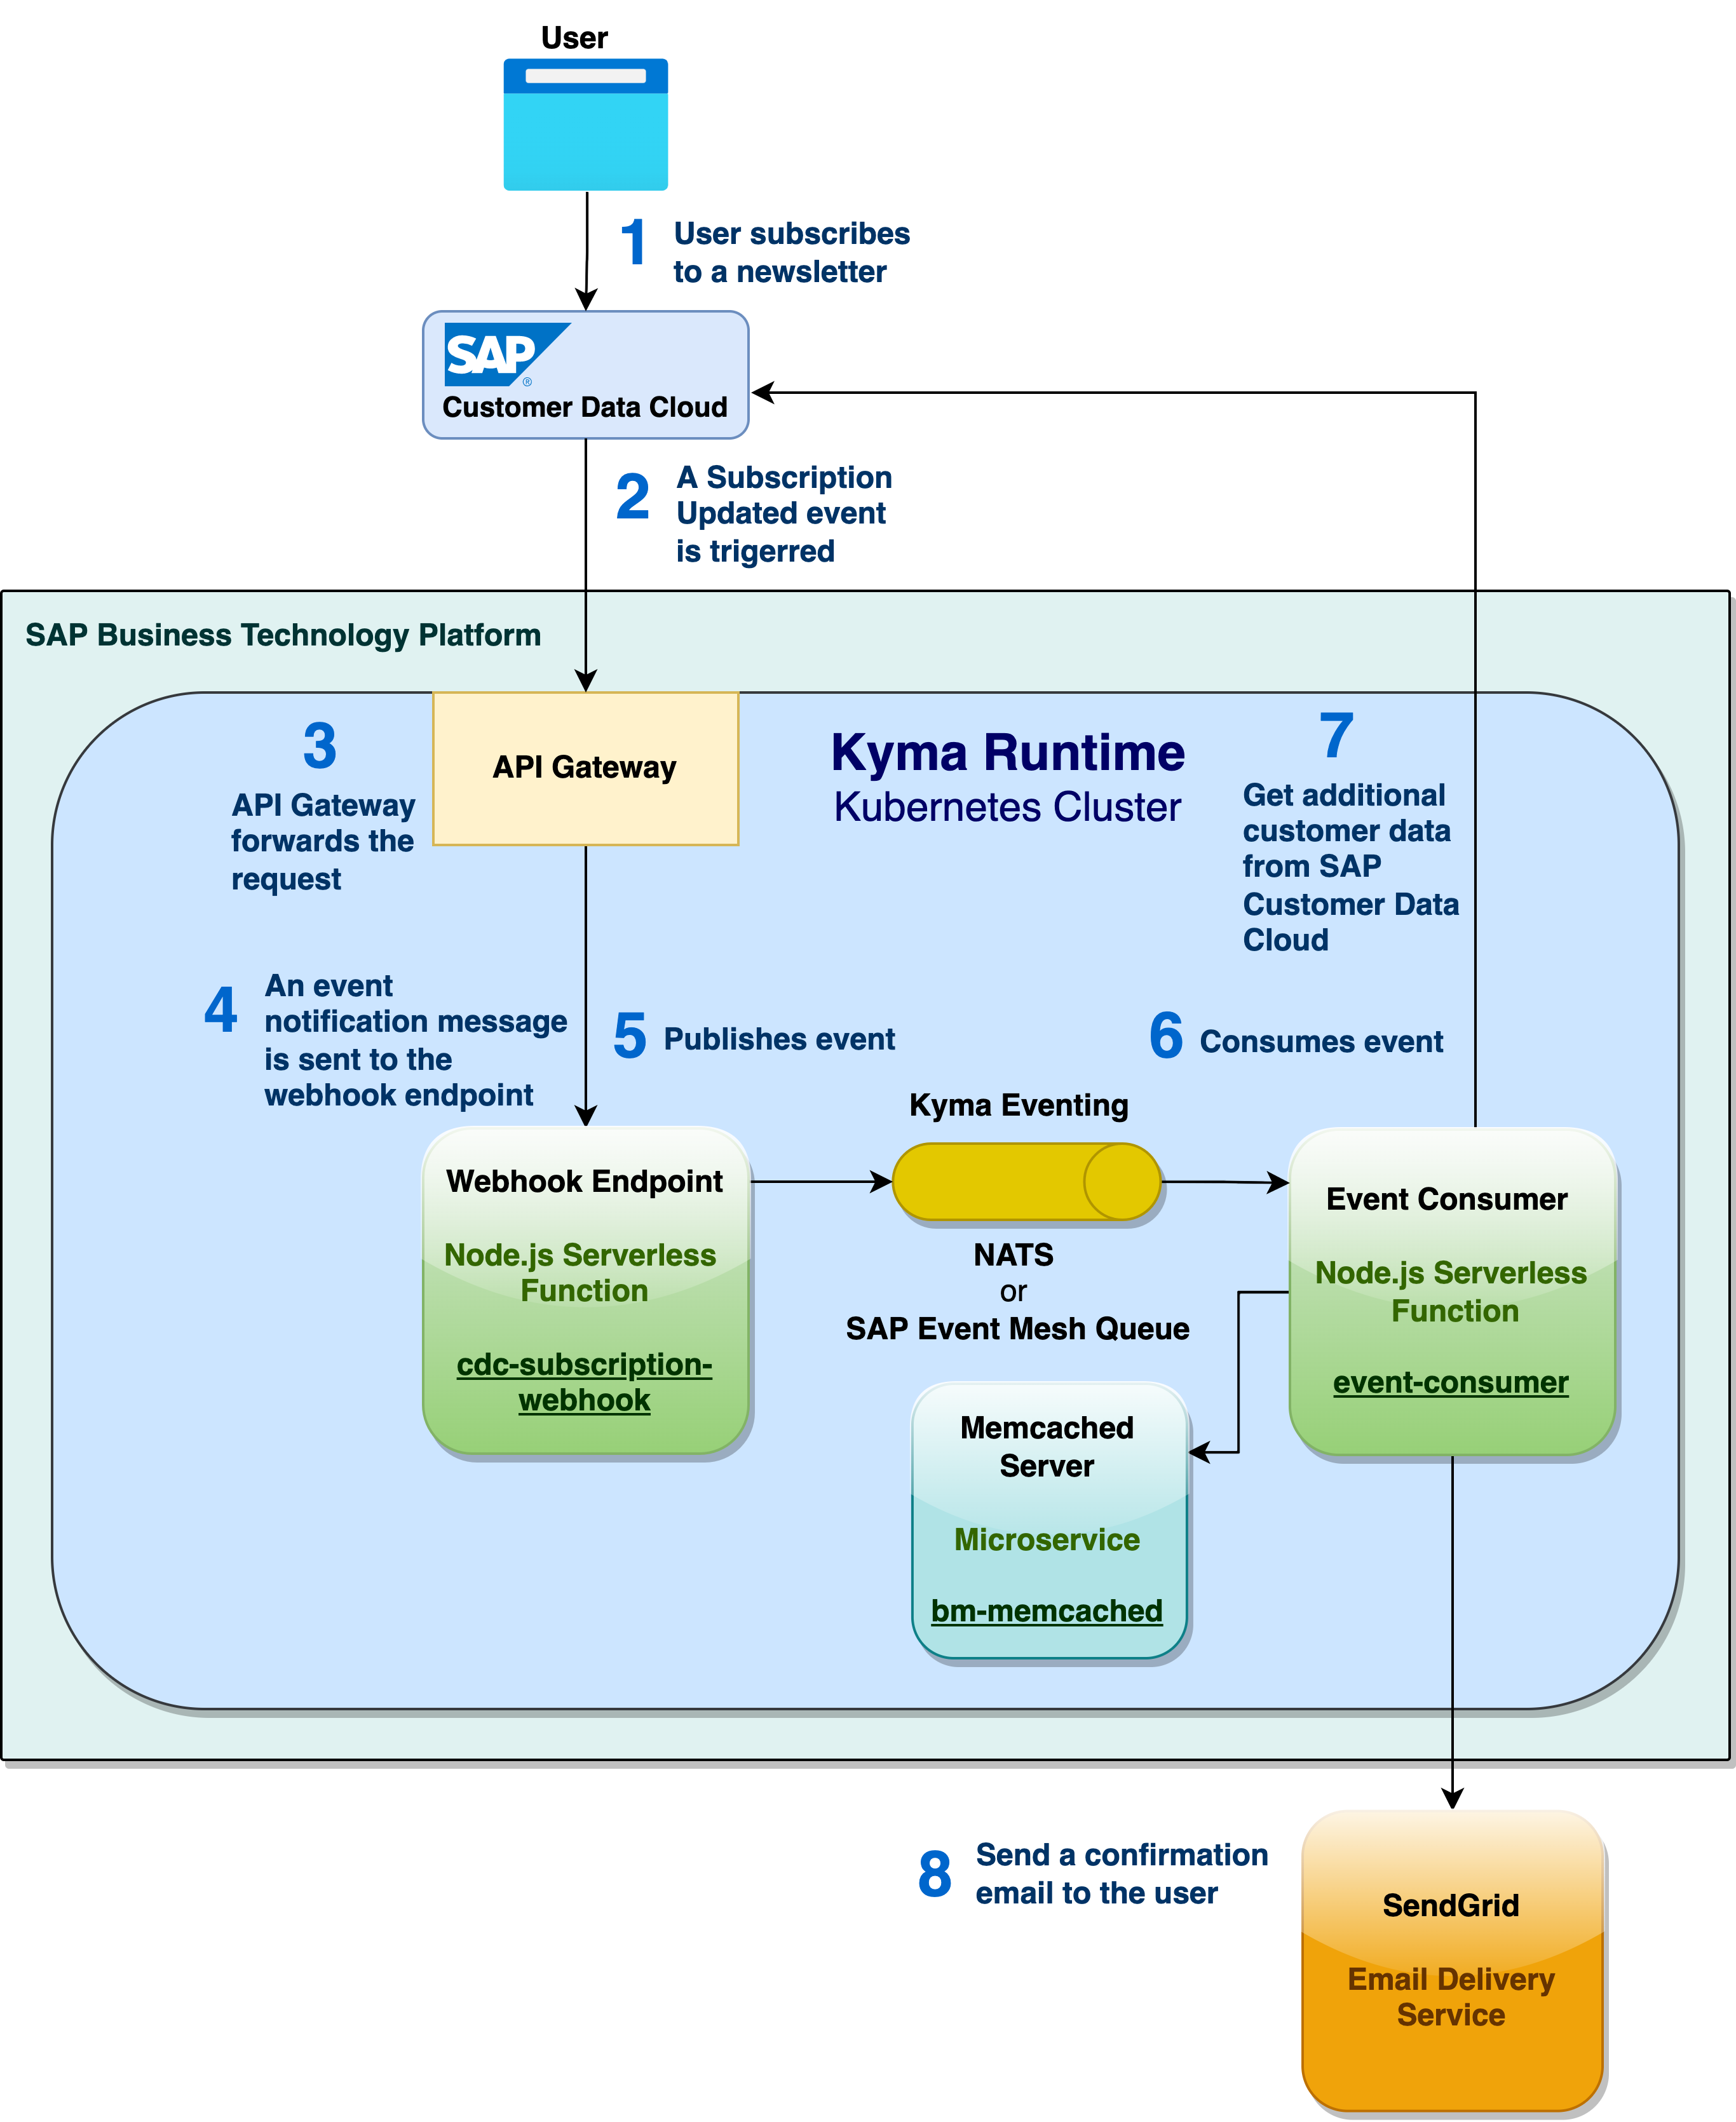 User
1
User subscribes
to a newsletter
SAP
®
Customer Data Cloud
2
A Subscription
Updated event
is trigerred
SAP Business Technology Platform
3
API Gateway
forwards the
request
API Gateway
Kyma Runtime
Kubernetes Cluster
7
Get additional
customer data
from SAP
Customer Data
Cloud
4
An event
notification message
is sent to the
webhook endpoint
5
Publishes event
6
Consumes event
Kyma Eventing
Webhook Endpoint
Node.js Serverless
Function
cdc-subscription-
webhook
NATS
or
SAP Event Mesh Queue
Event Consumer
Node.js Serverless
Function
event-consumer
Memcached
Server
Microservice
bm-memcached
8
Send a confirmation
email to the user
SendGrid
Email Delivery
Service